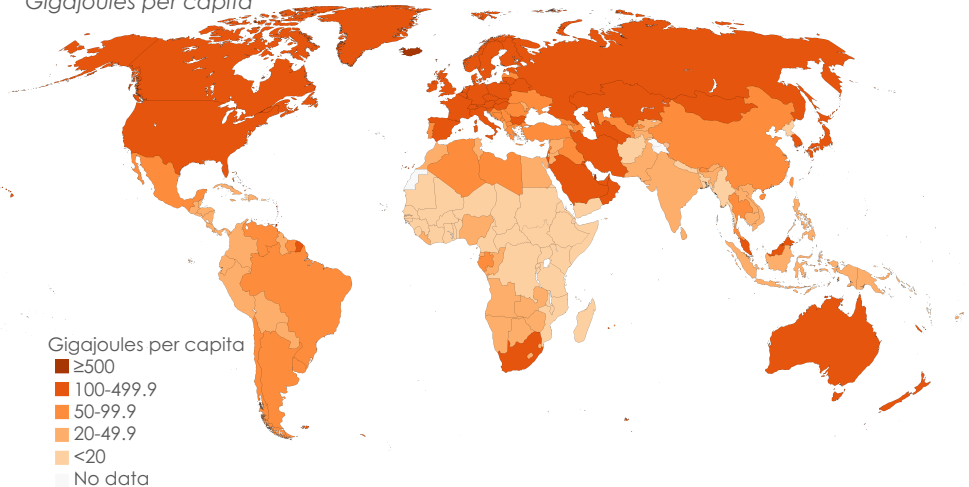 Gigajoules per capita
Gigajoules per capita
≥500
100-499.9
50-99.9
20-49.9
<20
No data